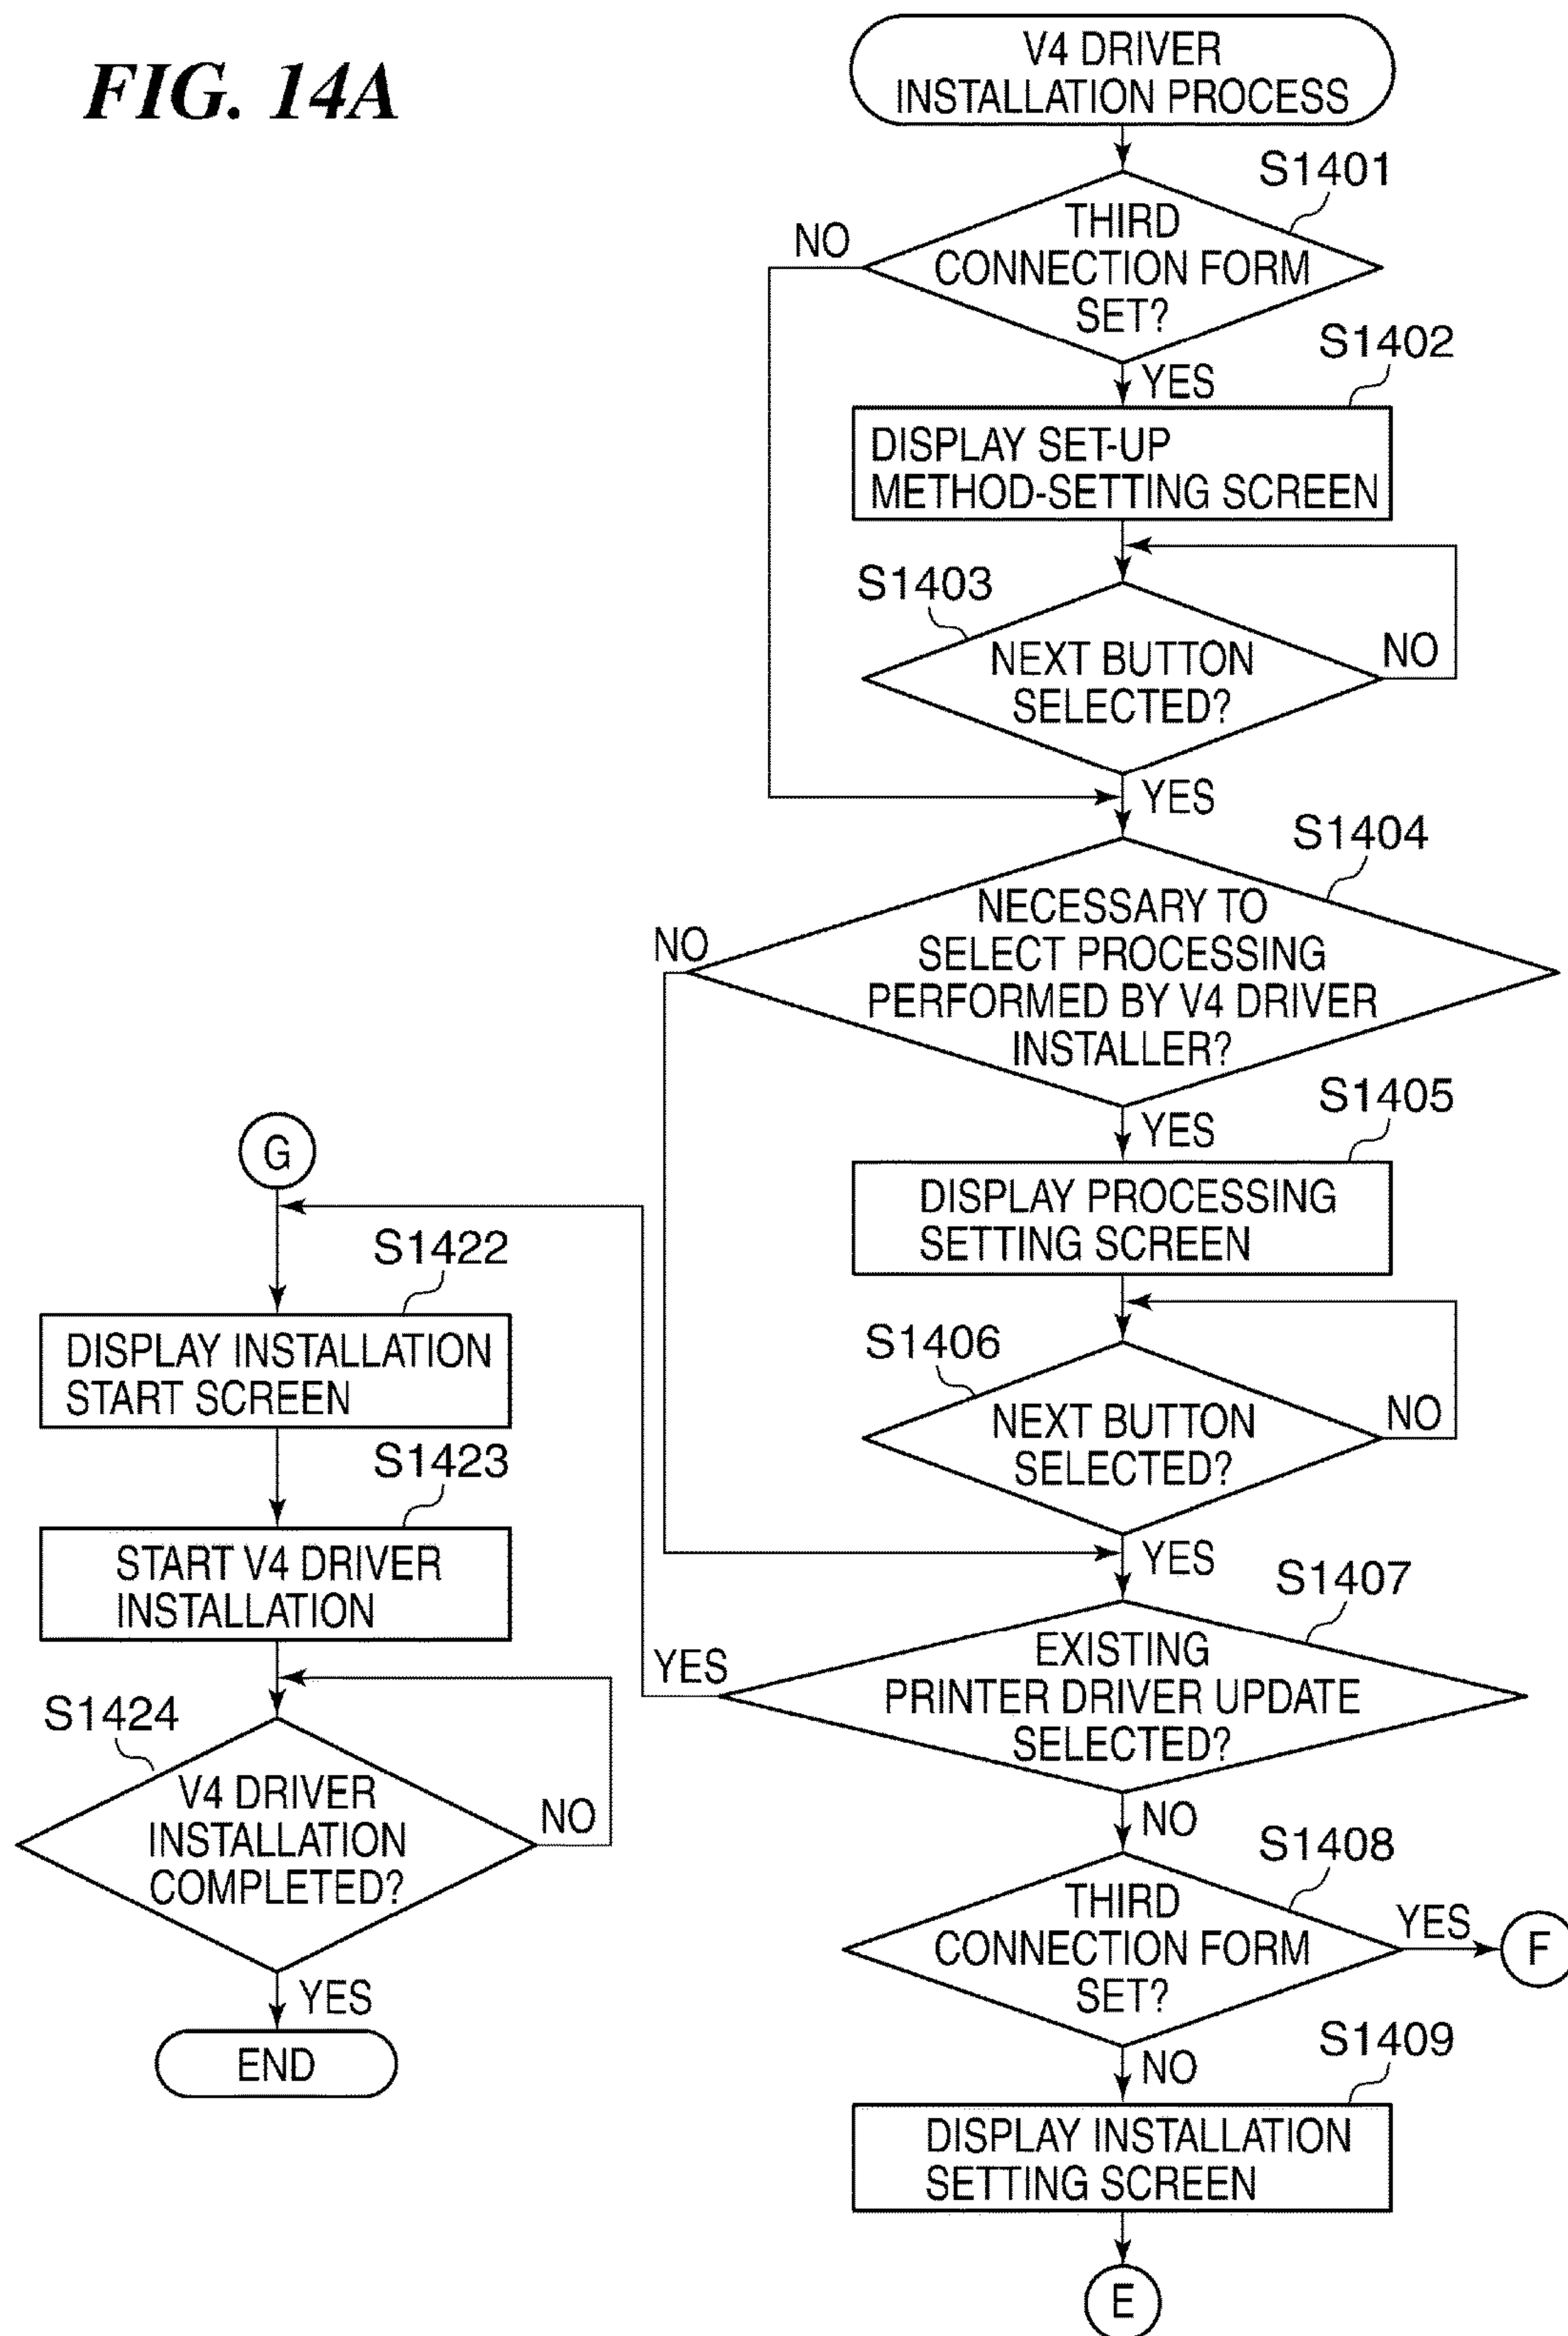 FIG. 14A
V4 DRIVER
INSTALLATION PROCESS
S1401
THIRD
CONNECTION FORM
SET?
NO
YES
S1402
DISPLAY SET-UP
METHOD-SETTING SCREEN
S1403
NEXT BUTTON
SELECTED?
NO
YES
S1404
NECESSARY TO
SELECT PROCESSING
PERFORMED BY V4 DRIVER
INSTALLER?
NO
YES
S1405
DISPLAY PROCESSING
SETTING SCREEN
S1406
NEXT BUTTON
SELECTED?
NO
YES
S1407
EXISTING
PRINTER DRIVER UPDATE
SELECTED?
YES
NO
S1408
THIRD
CONNECTION FORM
SET?
YES
F
NO
S1409
DISPLAY INSTALLATION
SETTING SCREEN
E
G
S1422
DISPLAY INSTALLATION
START SCREEN
S1423
START V4 DRIVER
INSTALLATION
S1424
V4 DRIVER
INSTALLATION
COMPLETED?
NO
YES
END